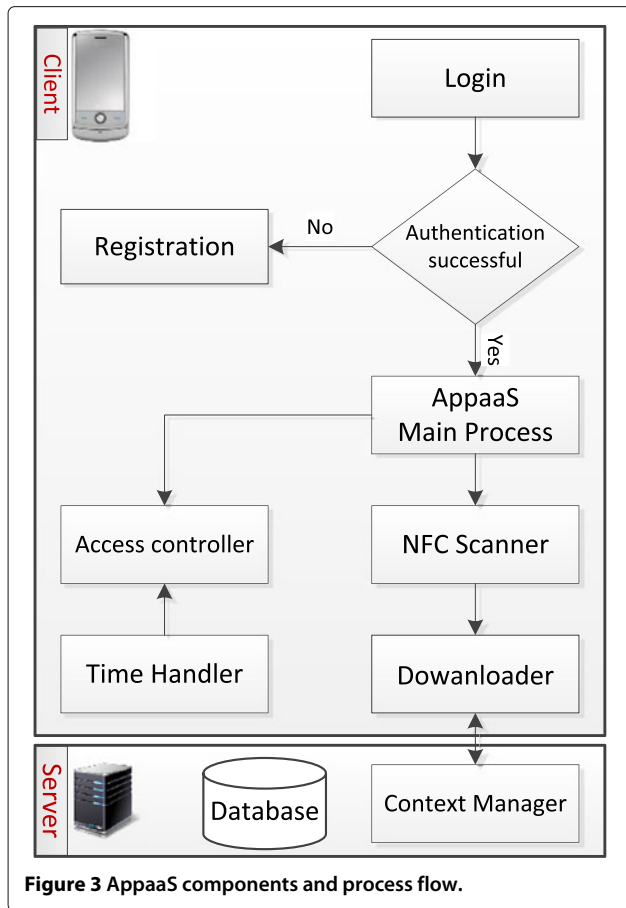 Client
Login
Authentication
successful
No
Registration
Yes
AppaaS
Main Process
Access controller
NFC Scanner
Time Handler
Dowanloader
Server
Database
Context Manager
Figure 3 AppaaS components and process flow.